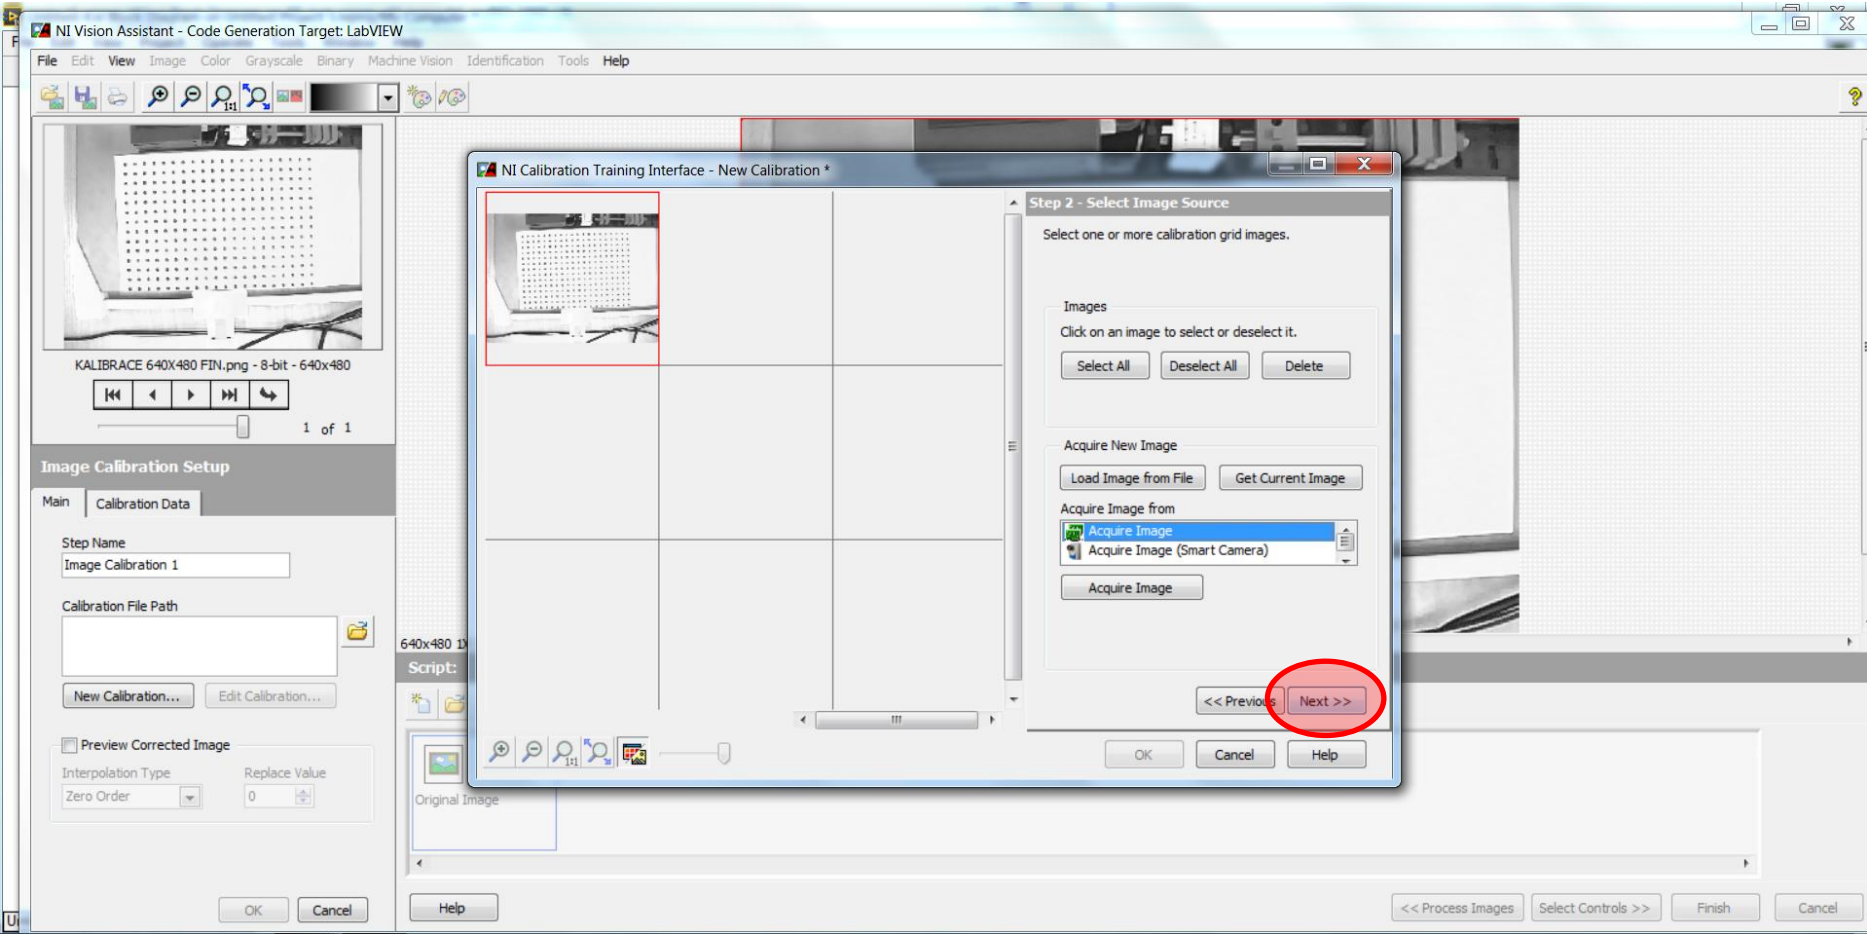 NI Vision Assistant - Code Generation Target: LabVIEW
File Edit View Image Color Grayscale Binary Machine Vision Identification Tools Help
1:1
KALIBRACE 640X480 FIN.png - 8-bit - 640x480
1 of 1
Image Calibration Setup
Main Calibration Data
Step Name
Image Calibration 1
Calibration File Path
New Calibration... Edit Calibration...
Preview Corrected Image
Interpolation Type Replace Value
Zero Order 0
OK Cancel
NI Calibration Training Interface - New Calibration *
Step 2 - Select Image Source
Select one or more calibration grid images.
Images
Click on an image to select or deselect it.
Select All Deselect All Delete
Acquire New Image
Load Image from File Get Current Image
Acquire Image from
Acquire Image
Acquire Image (Smart Camera)
Acquire Image
<< Previous Next >>
1:1
OK Cancel Help
640x480 1X
Script:
Original Image
Help
<< Process Images Select Controls >> Finish Cancel